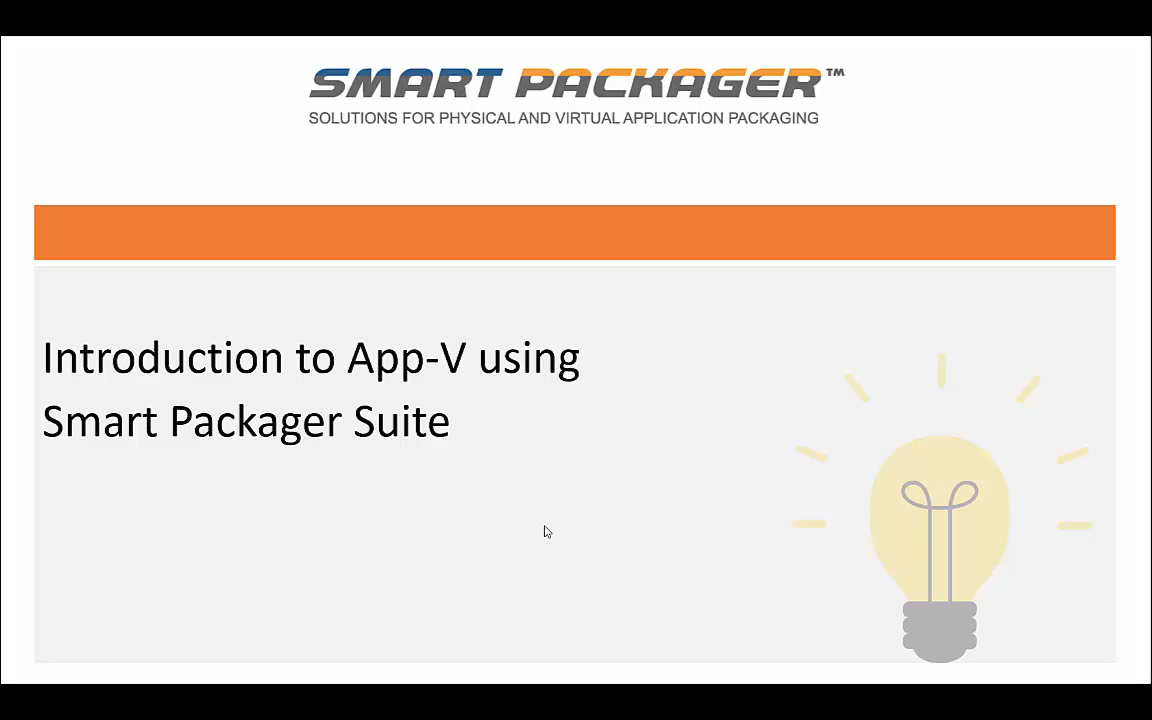 SMART PACKAGER™
SOLUTIONS FOR PHYSICAL AND VIRTUAL APPLICATION PACKAGING
Introduction to App-V using
Smart Packager Suite